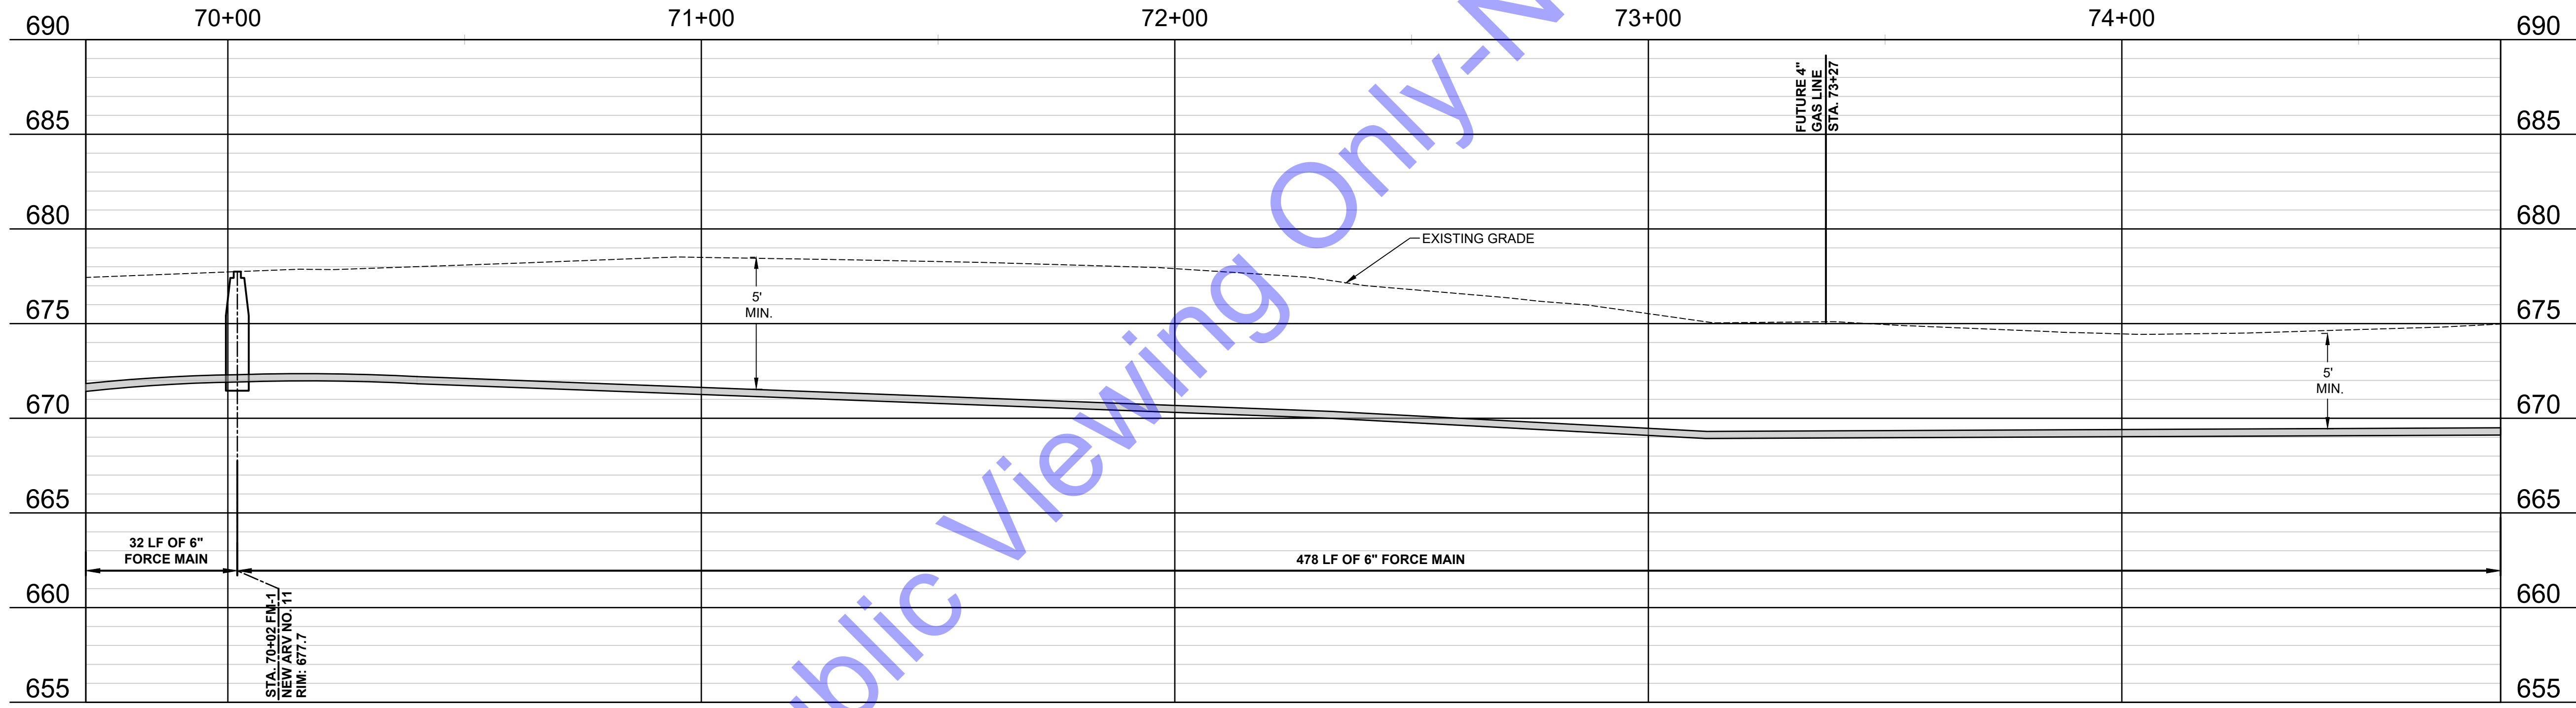 70+00 71+00 72+00 73+00 74+00
690 690
685 685
680 680
675 675
670 670
665 665
660 660
655 655
FUTURE 4"
GAS LINE
STA. 73+27
EXISTING GRADE
5'
MIN.
5'
MIN.
32 LF OF 6"
FORCE MAIN
478 LF OF 6" FORCE MAIN
STA. 70+02 FM-1
NEW ARV NO. 11
RIM: 677.7
ublic Viewing Only-N